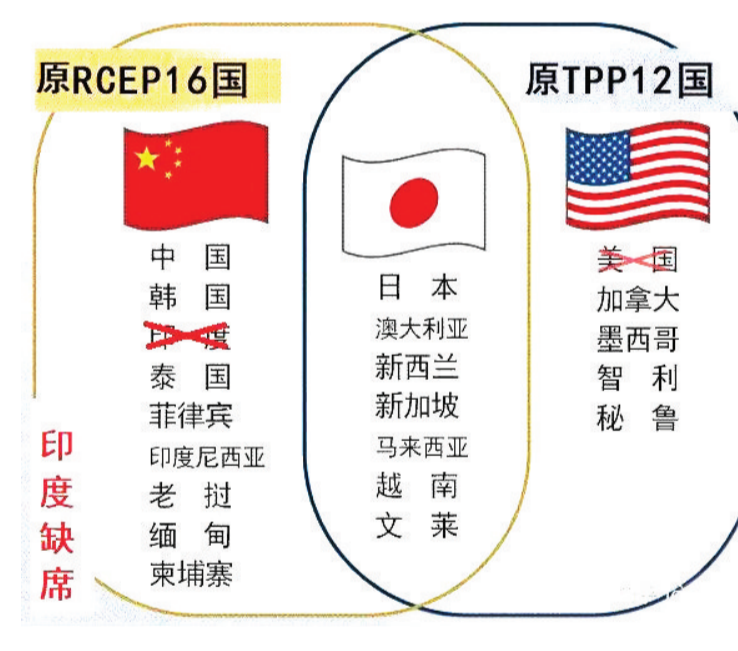 原RCEP16国
原TPP12国
中国
韩国
印度
泰国
菲律宾
印度尼西亚
老挝
缅甸
柬埔寨
日本
澳大利亚
新西兰
新加坡
马来西亚
越南
文莱
美国
加拿大
墨西哥
智利
秘鲁
印
度
缺
席